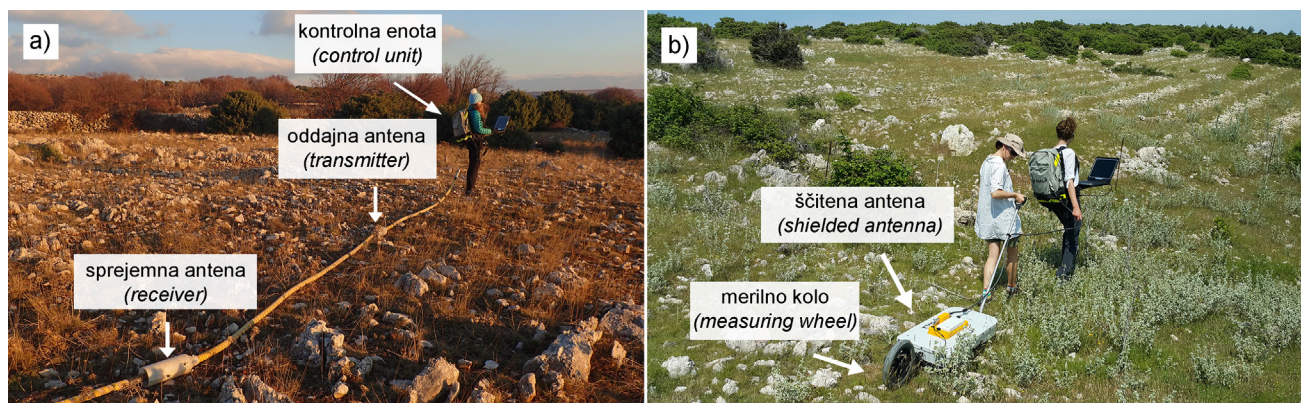 a)
kontrolna enota
(control unit)
oddajna antena
(transmitter)
sprejemna antena
(receiver)
b)
ščitena antena
(shielded antenna)
merilno kolo
(measuring wheel)